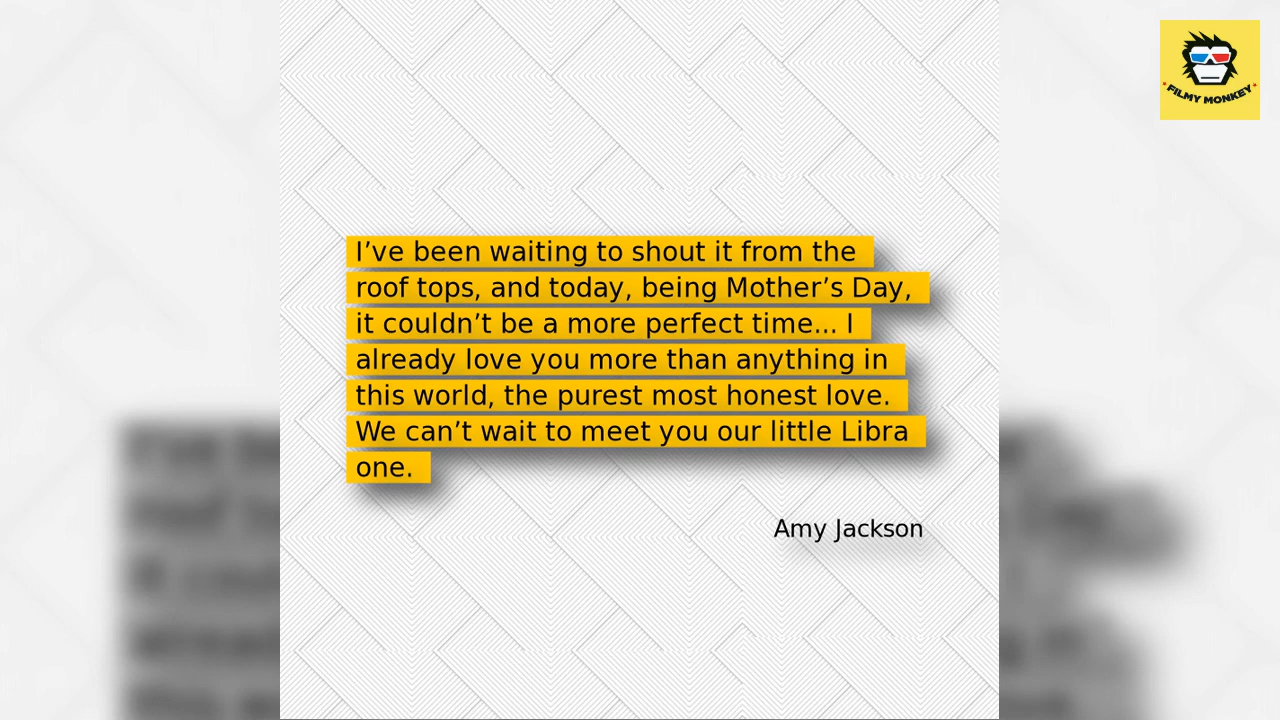 FILMY MONKEY
I’ve been waiting to shout it from the
roof tops, and today, being Mother’s Day,
it couldn’t be a more perfect time... I
already love you more than anything in
this world, the purest most honest love.
We can’t wait to meet you our little Libra
one.
Amy Jackson